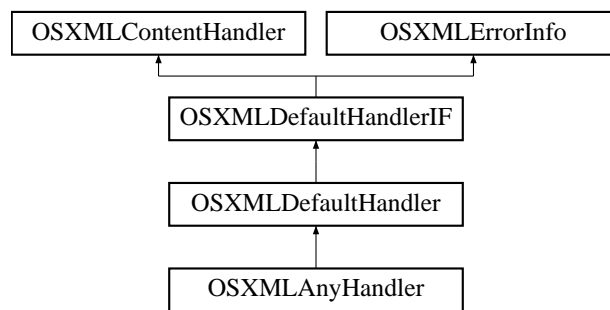 OSXMLContentHandler
OSXMLErrorInfo
OSXMLDefaultHandlerIF
OSXMLDefaultHandler
OSXMLAnyHandler